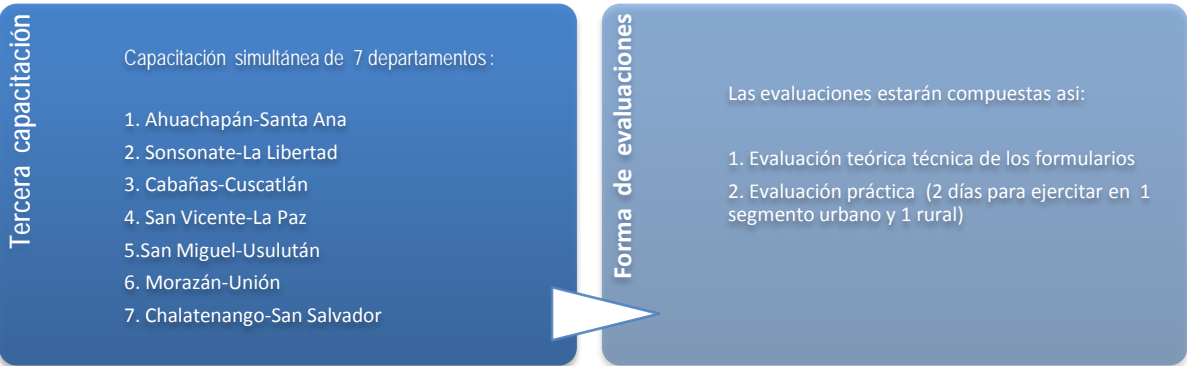 Tercera capacitación
Capacitación simultánea de 7 departamentos :
1. Ahuachapán-Santa Ana
2. Sonsonate-La Libertad
3. Cabañas-Cuscatlán
4. San Vicente-La Paz
5.San Miguel-Usulután
6. Morazán-Unión
7. Chalatenango-San Salvador
Forma de evaluaciones
Las evaluaciones estarán compuestas asi:
1. Evaluación teórica técnica de los formularios
2. Evaluación práctica (2 días para ejercitar en 1
segmento urbano y 1 rural)